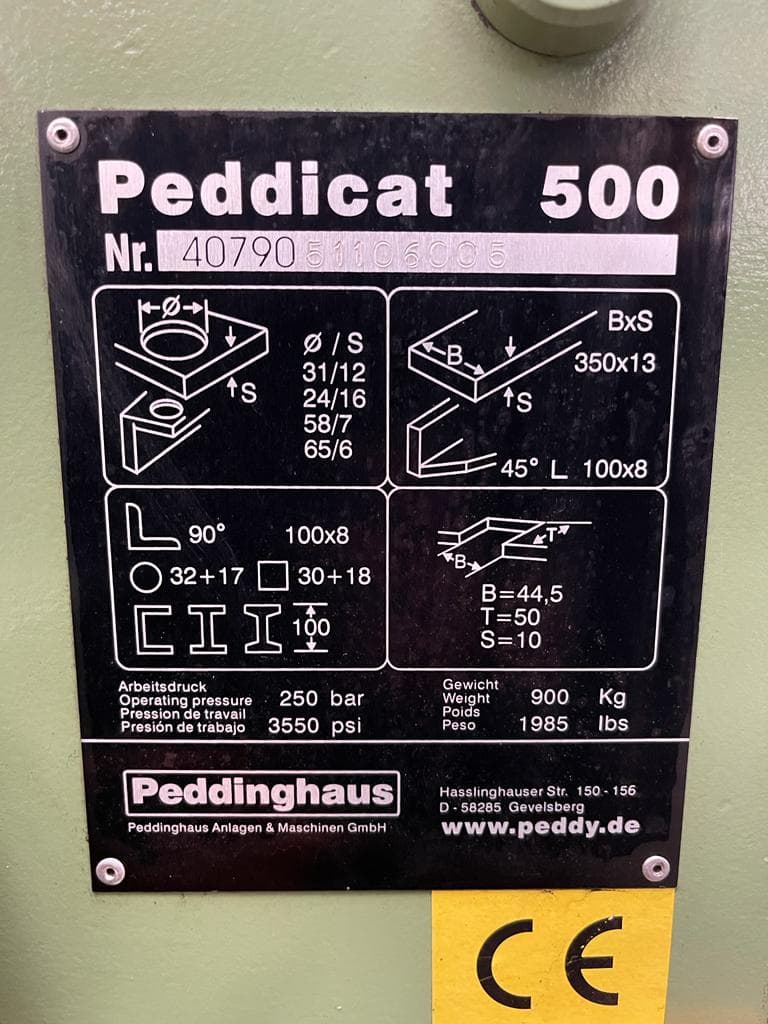 Peddicat 500
Nr. 40790 51106005
Ø
S
Ø / S
31/12
24/16
58/7
65/6
BxS
B
350x13
S
45° L 100x8
90° 100x8
32+17 30+18
100
T
B
B=44,5
T=50
S=10
Arbeitsdruck
Operating pressure 250 bar
Pression de travail
Presión de trabajo 3550 psi
Gewicht
Weight 900 Kg
Poids
Peso 1985 lbs
Peddinghaus
Peddinghaus Anlagen & Maschinen GmbH
Hasslinghauser Str. 150 - 156
D - 58285 Gevelsberg
www.peddy.de
CE